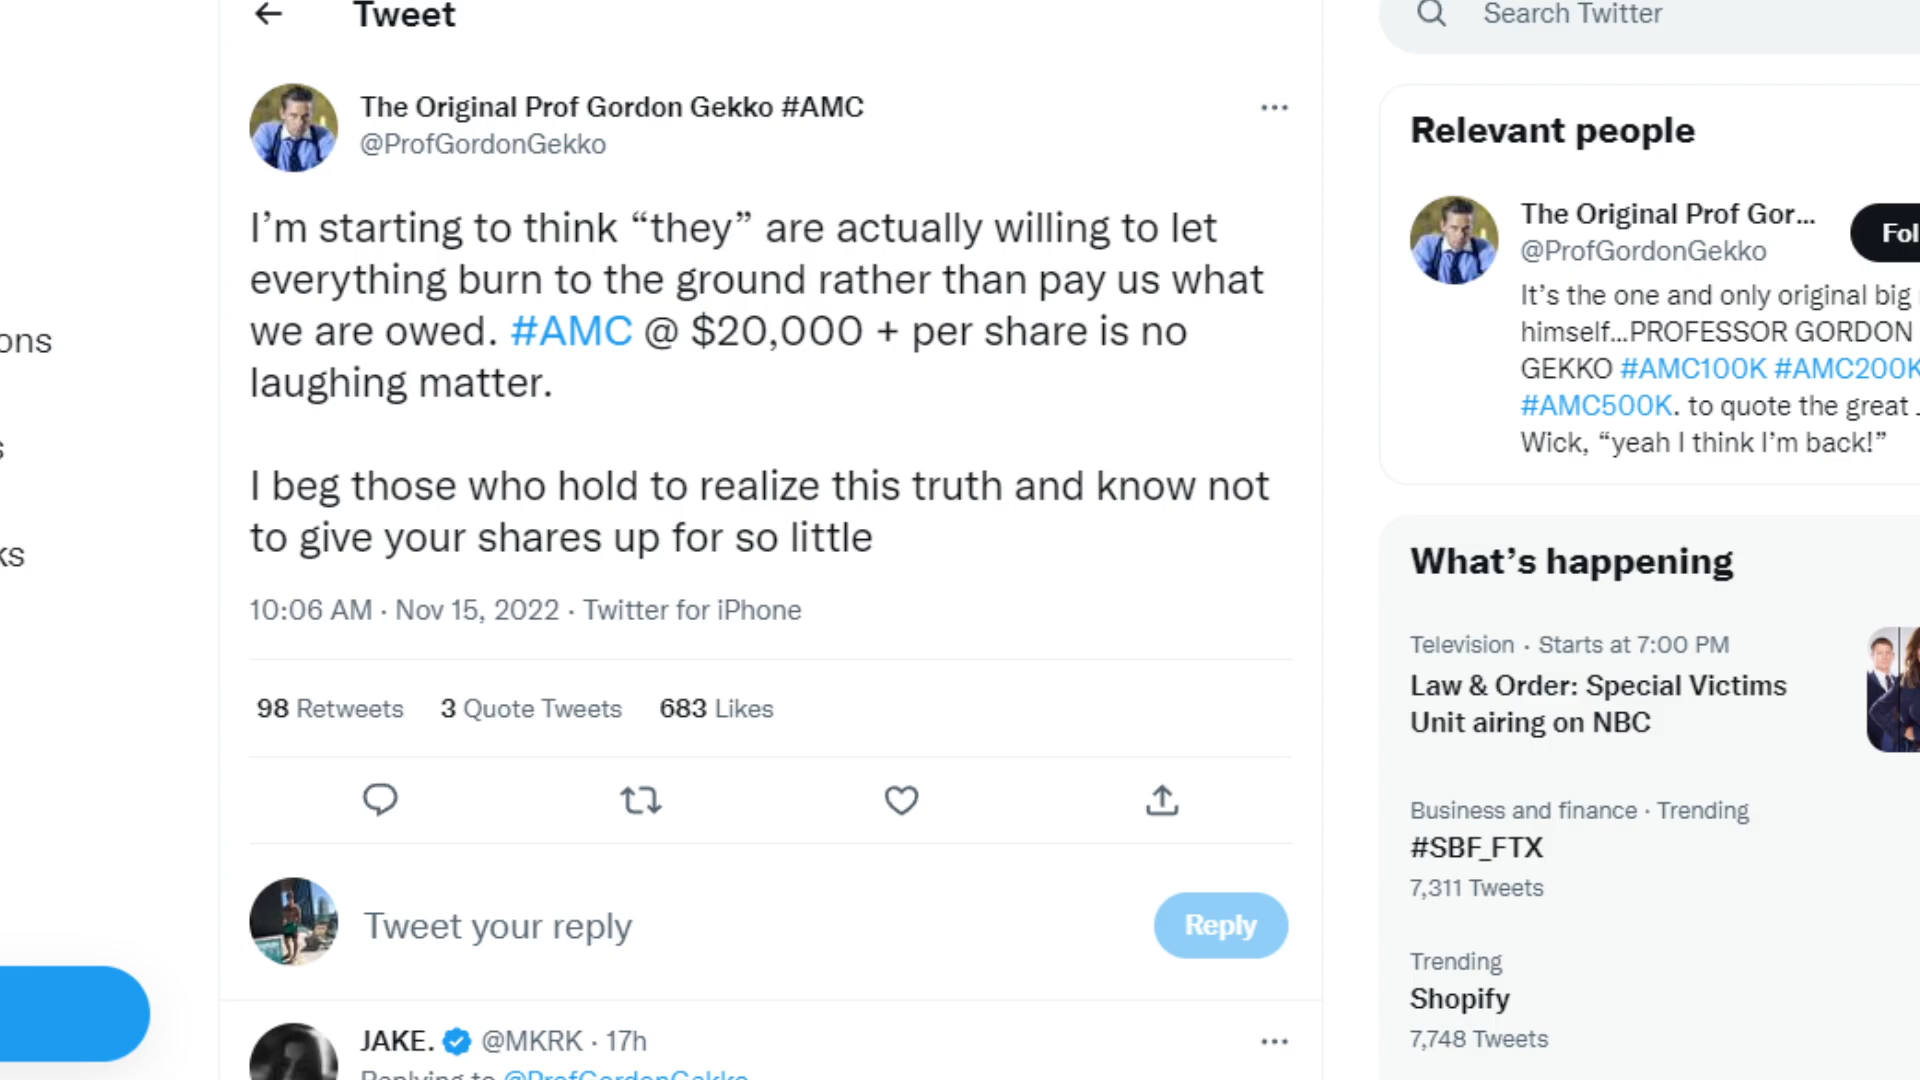 Tweet
Search Twitter
The Original Prof Gordon Gekko #AMC
@ProfGordonGekko
I’m starting to think “they” are actually willing to let
everything burn to the ground rather than pay us what
we are owed. #AMC @ $20,000 + per share is no
laughing matter.
I beg those who hold to realize this truth and know not
to give your shares up for so little
10:06 AM · Nov 15, 2022 · Twitter for iPhone
98 Retweets 3 Quote Tweets 683 Likes
Tweet your reply
Reply
JAKE. @MKRK · 17h
Replying to @ProfGordonGekko
Relevant people
The Original Prof Gor...
@ProfGordonGekko
Fol
It’s the one and only original big
himself...PROFESSOR GORDON
GEKKO #AMC100K #AMC200K
#AMC500K. to quote the great
Wick, “yeah I think I’m back!”
What’s happening
Television · Starts at 7:00 PM
Law & Order: Special Victims
Unit airing on NBC
Business and finance · Trending
#SBF_FTX
7,311 Tweets
Trending
Shopify
7,748 Tweets
ons
s
ks